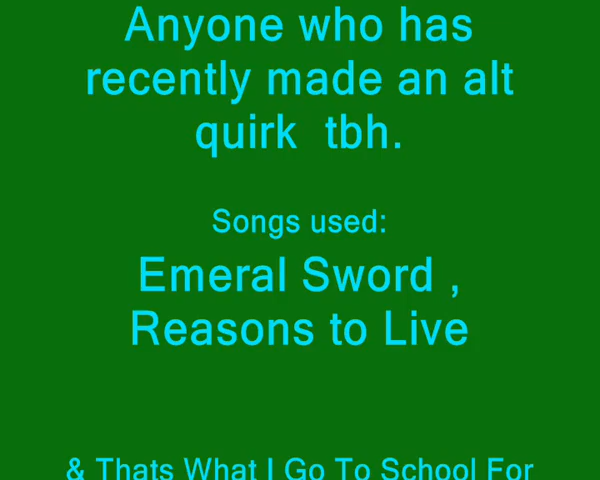 Anyone who has
recently made an alt
quirk  tbh.
Songs used:
Emeral Sword ,
Reasons to Live
& Thats What I Go To School For